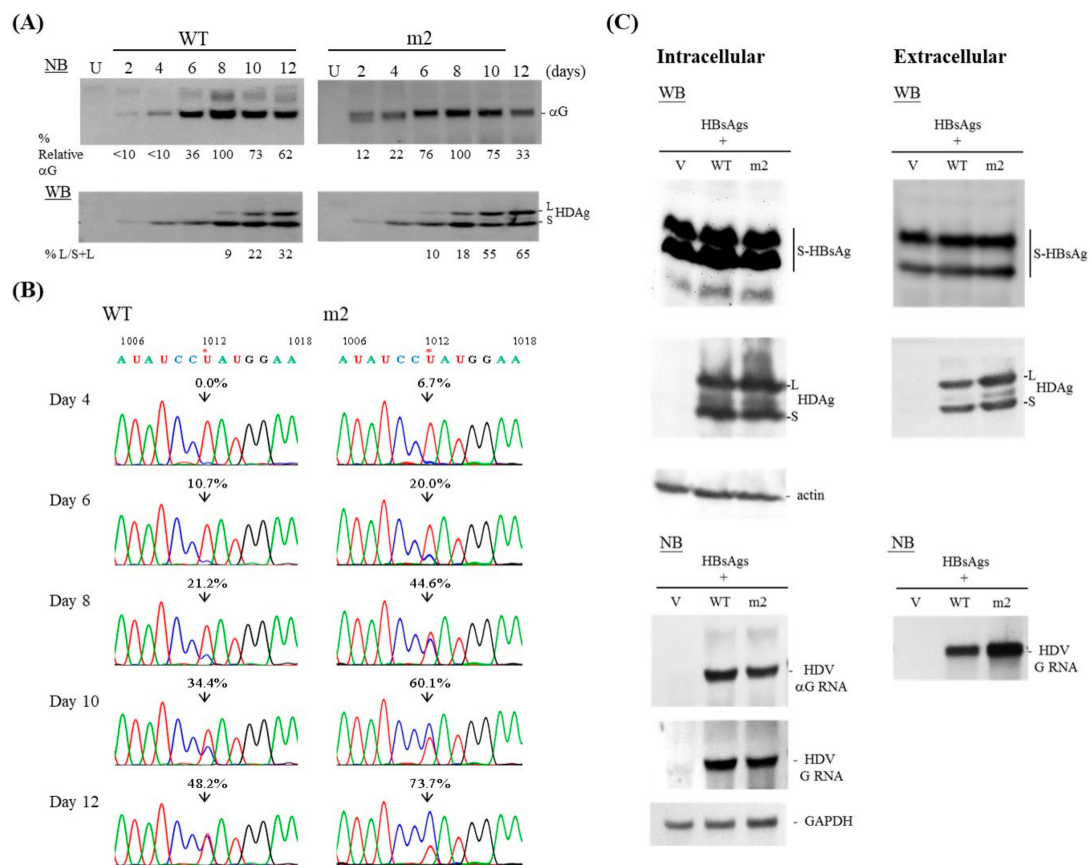 (A)
WT
m2
NB
U 2 4 6 8 10 12
U 2 4 6 8 10 12 (days)
- αG
%
Relative
αG
<10 <10 36 100 73 62
12 22 76 100 75 33
WB
L
S
HDAg
% L/S+L
9 22 32
10 18 55 65
(B)
WT
m2
1006 1012 1018
1006 1012 1018
*
*
A U A U C C U A U G G A A
A U A U C C U A U G G A A
Day 4
0.0%
6.7%
Day 6
10.7%
20.0%
Day 8
21.2%
44.6%
Day 10
34.4%
60.1%
Day 12
48.2%
73.7%
(C)
Intracellular
WB
HBsAgs
+
V WT m2
S-HBsAg
-L
HDAg
-S
- actin
NB
HBsAgs
+
V WT m2
- HDV
αG RNA
- HDV
G RNA
- GAPDH
Extracellular
WB
HBsAgs
+
V WT m2
S-HBsAg
-L
HDAg
-S
NB
HBsAgs
+
V WT m2
- HDV
G RNA